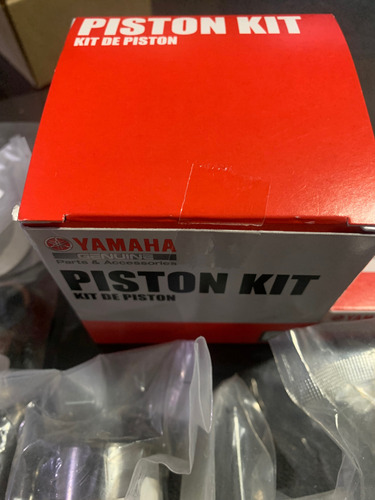 PISTON KIT
KIT DE PISTON
YAMAHA
GENUINE
Parts & Accessories
PISTON KIT
KIT DE PISTON